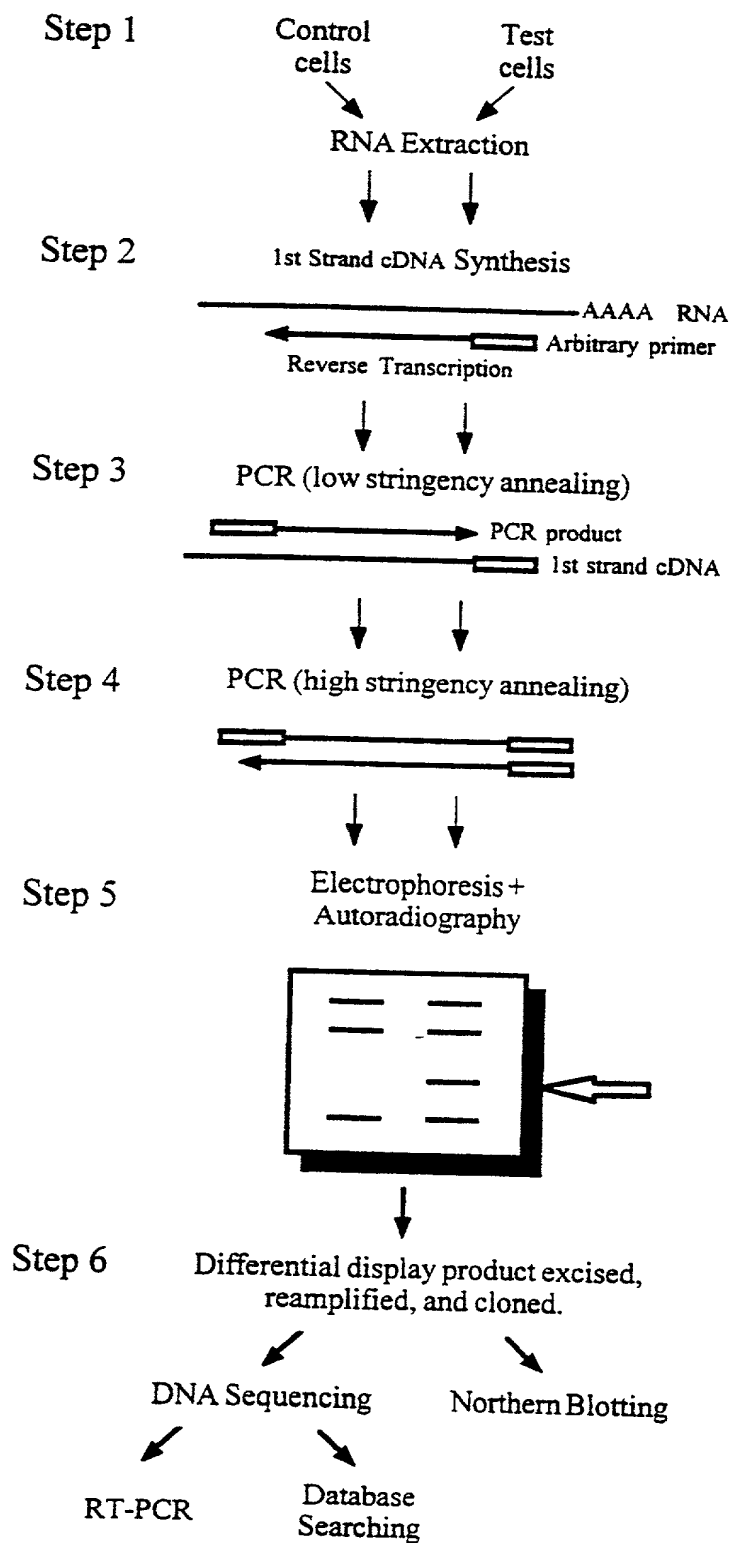 Step 1
Control cells
Test cells
RNA Extraction
Step 2
1st Strand cDNA Synthesis
AAAA RNA
Arbitrary primer
Reverse Transcription
Step 3
PCR (low stringency annealing)
PCR product
1st strand cDNA
Step 4
PCR (high stringency annealing)
Step 5
Electrophoresis +
Autoradiography
Step 6
Differential display product excised,
reamplified, and cloned.
DNA Sequencing
Northern Blotting
RT-PCR
Database
Searching